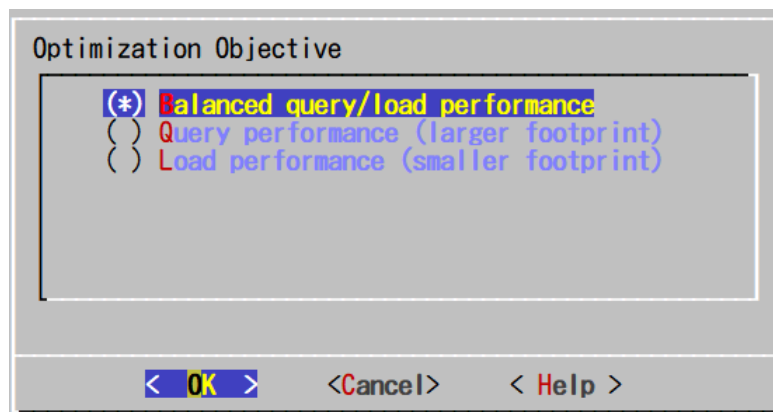 Optimization Objective
(*) Balanced query/load performance
( ) Query performance (larger footprint)
( ) Load performance (smaller footprint)
< OK > <Cancel> < Help >